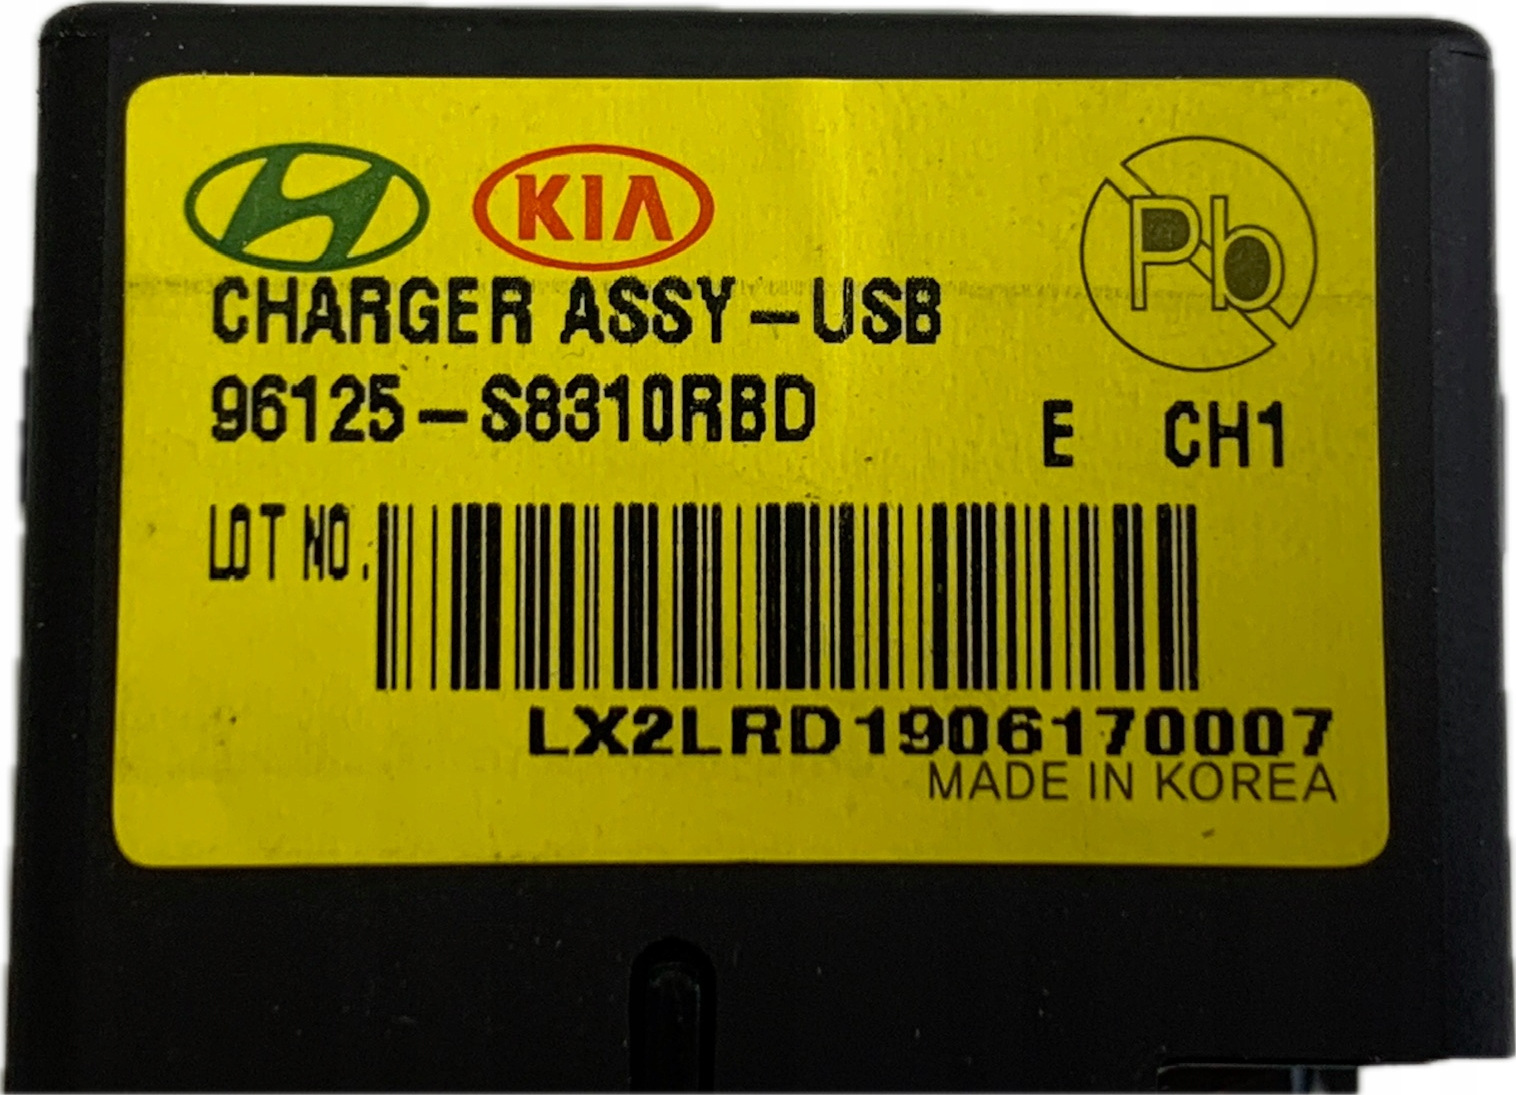 KIA
Pb
CHARGER ASSY-USB
96125-S8310RBD
E CH1
LOT NO.
LX2LRD1906170007
MADE IN KOREA